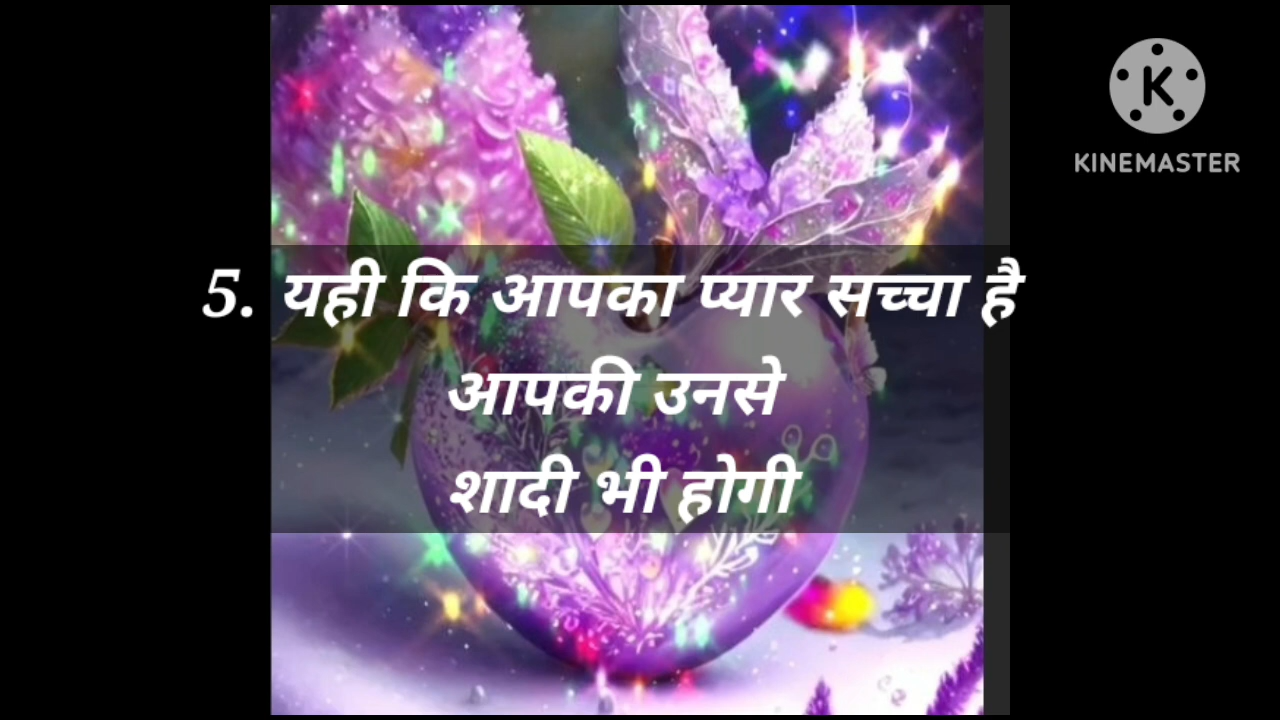 5. यही कि आपका प्यार सच्चा है
आपकी उनसे
शादी भी होगी
KINEMASTER